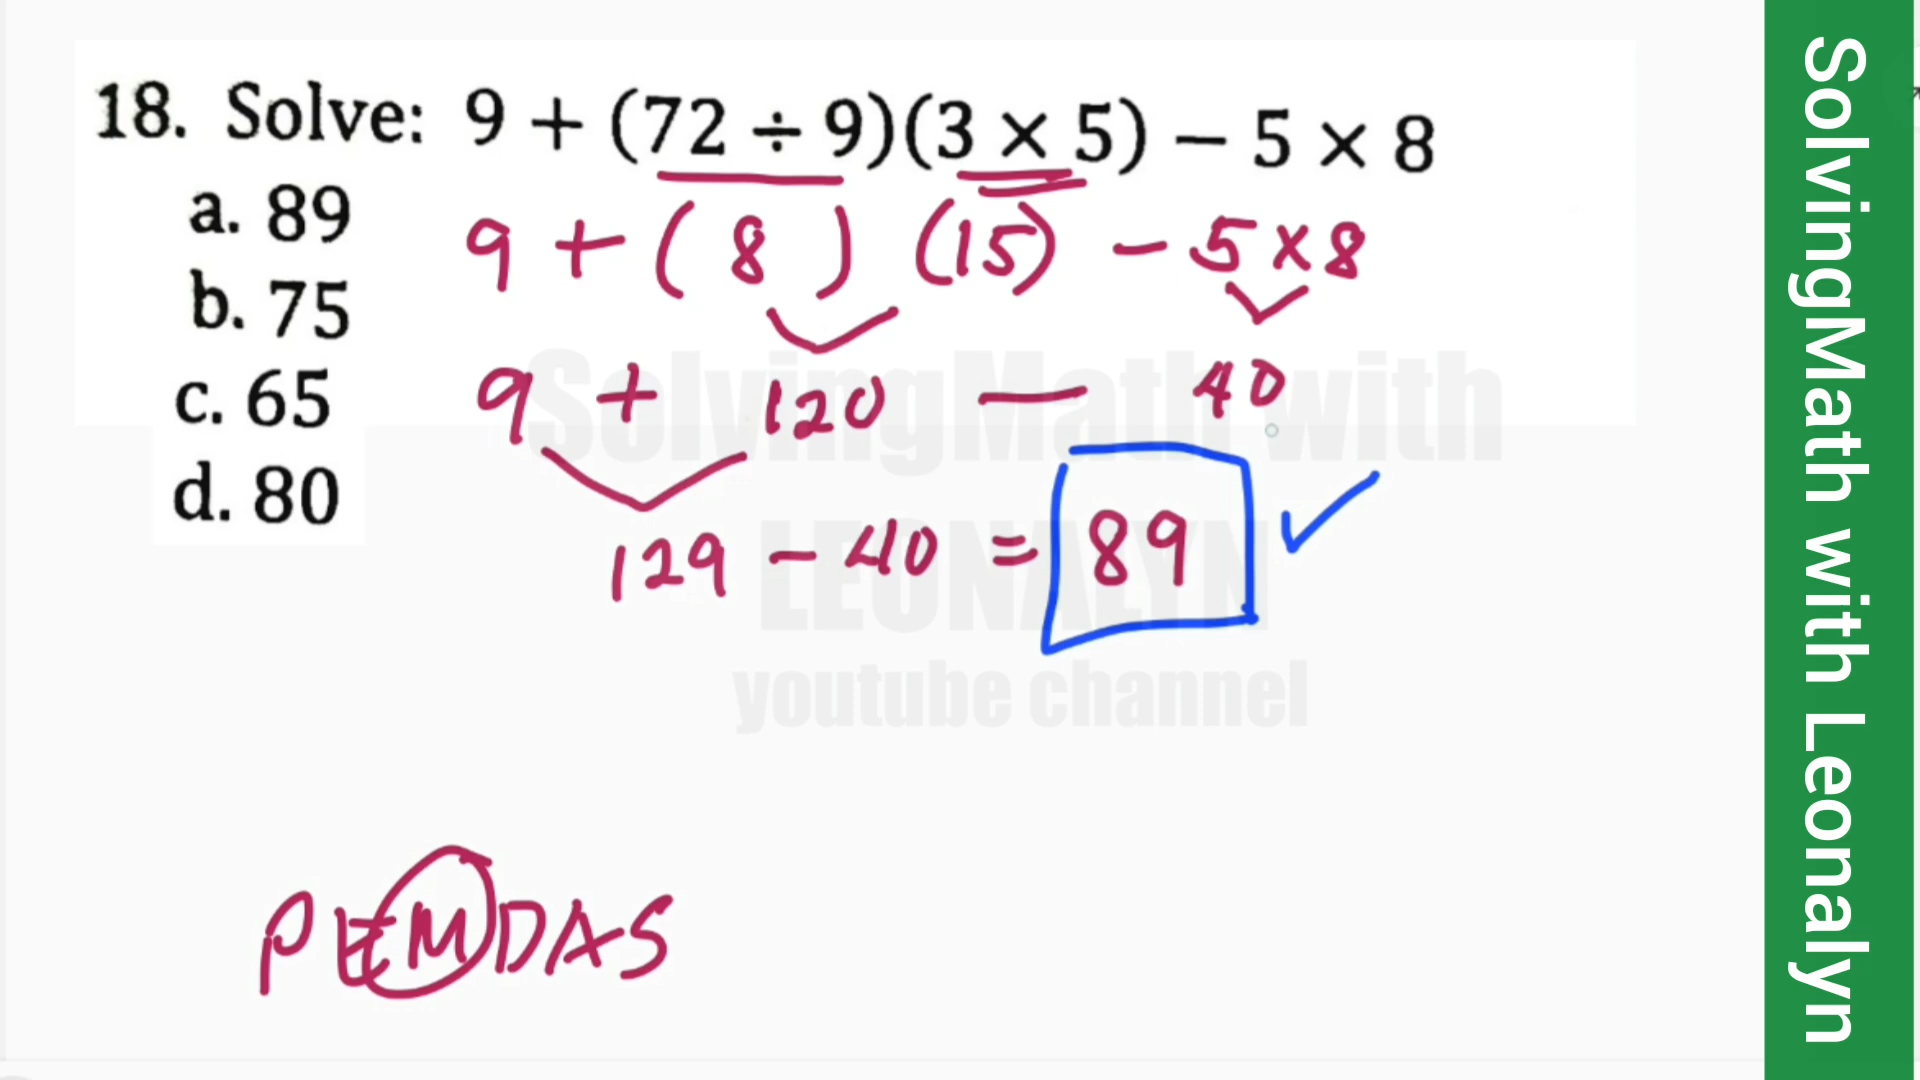 18. Solve: 9 + (72 ÷ 9)(3 × 5) − 5 × 8
a. 89
b. 75
c. 65
d. 80
9 + ( 8 ) (15) − 5 × 8
9 + 120 − 40
129 − 40 = 89
PEMDAS
SolvingMath with
LEONALYN
youtube channel
SolvingMath with Leonalyn